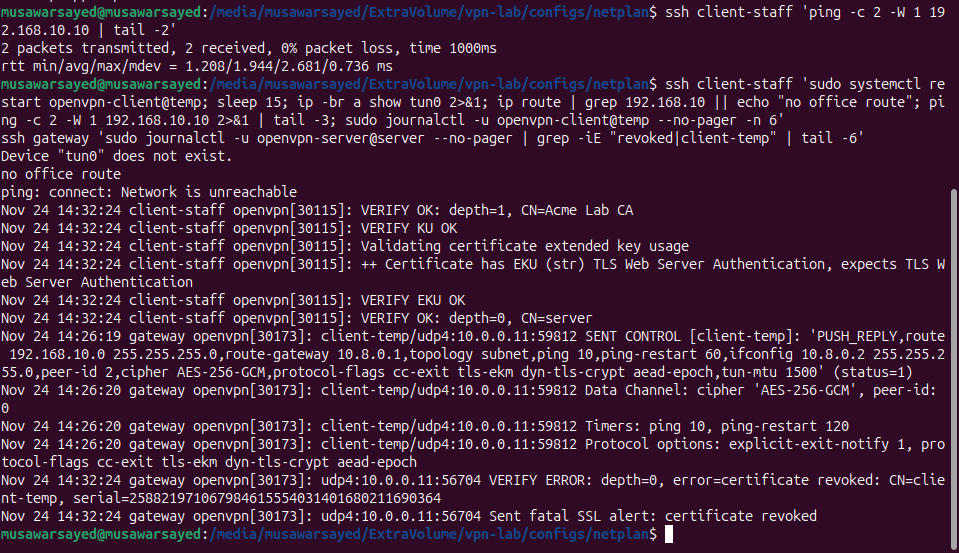 musawarsayed@musawarsayed:/media/musawarsayed/ExtraVolume/vpn-lab/configs/netplan$ ssh client-staff 'ping -c 2 -W 1 19
2.168.10.10 | tail -2'
2 packets transmitted, 2 received, 0% packet loss, time 1000ms
rtt min/avg/max/mdev = 1.208/1.944/2.681/0.736 ms
musawarsayed@musawarsayed:/media/musawarsayed/ExtraVolume/vpn-lab/configs/netplan$ ssh client-staff 'sudo systemctl re
start openvpn-client@temp; sleep 15; ip -br a show tun0 2>&1; ip route | grep 192.168.10 || echo "no office route"; pi
ng -c 2 -W 1 192.168.10.10 2>&1 | tail -3; sudo journalctl -u openvpn-client@temp --no-pager -n 6'
ssh gateway 'sudo journalctl -u openvpn-server@server --no-pager | grep -iE "revoked|client-temp" | tail -6'
Device "tun0" does not exist.
no office route
ping: connect: Network is unreachable
Nov 24 14:32:24 client-staff openvpn[30115]: VERIFY OK: depth=1, CN=Acme Lab CA
Nov 24 14:32:24 client-staff openvpn[30115]: VERIFY KU OK
Nov 24 14:32:24 client-staff openvpn[30115]: Validating certificate extended key usage
Nov 24 14:32:24 client-staff openvpn[30115]: ++ Certificate has EKU (str) TLS Web Server Authentication, expects TLS W
eb Server Authentication
Nov 24 14:32:24 client-staff openvpn[30115]: VERIFY EKU OK
Nov 24 14:32:24 client-staff openvpn[30115]: VERIFY OK: depth=0, CN=server
Nov 24 14:26:19 gateway openvpn[30173]: client-temp/udp4:10.0.0.11:59812 SENT CONTROL [client-temp]: 'PUSH_REPLY,route
 192.168.10.0 255.255.255.0,route-gateway 10.8.0.1,topology subnet,ping 10,ping-restart 60,ifconfig 10.8.0.2 255.255.2
55.0,peer-id 2,cipher AES-256-GCM,protocol-flags cc-exit tls-ekm dyn-tls-crypt aead-epoch,tun-mtu 1500' (status=1)
Nov 24 14:26:20 gateway openvpn[30173]: client-temp/udp4:10.0.0.11:59812 Data Channel: cipher 'AES-256-GCM', peer-id: 
0
Nov 24 14:26:20 gateway openvpn[30173]: client-temp/udp4:10.0.0.11:59812 Timers: ping 10, ping-restart 120
Nov 24 14:26:20 gateway openvpn[30173]: client-temp/udp4:10.0.0.11:59812 Protocol options: explicit-exit-notify 1, pro
tocol-flags cc-exit tls-ekm dyn-tls-crypt aead-epoch
Nov 24 14:32:24 gateway openvpn[30173]: udp4:10.0.0.11:56704 VERIFY ERROR: depth=0, error=certificate revoked: CN=clie
nt-temp, serial=258821971067984615554031401680211690364
Nov 24 14:32:24 gateway openvpn[30173]: udp4:10.0.0.11:56704 Sent fatal SSL alert: certificate revoked
musawarsayed@musawarsayed:/media/musawarsayed/ExtraVolume/vpn-lab/configs/netplan$